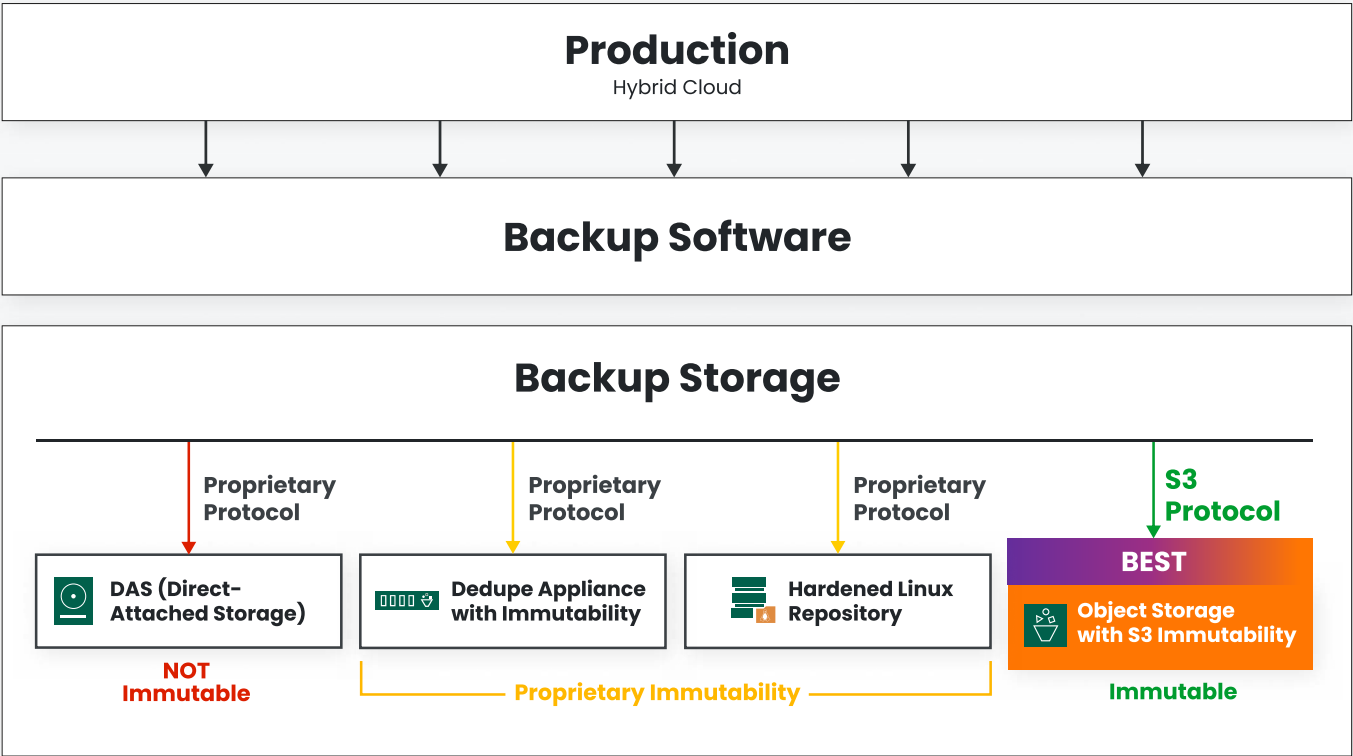 Production
Hybrid Cloud
Backup Software
Backup Storage
Proprietary
Protocol
Proprietary
Protocol
Proprietary
Protocol
S3
Protocol
DAS (Direct-
Attached Storage)
Dedupe Appliance
with Immutability
Hardened Linux
Repository
BEST
Object Storage
with S3 Immutability
NOT
Immutable
Proprietary Immutability
Immutable